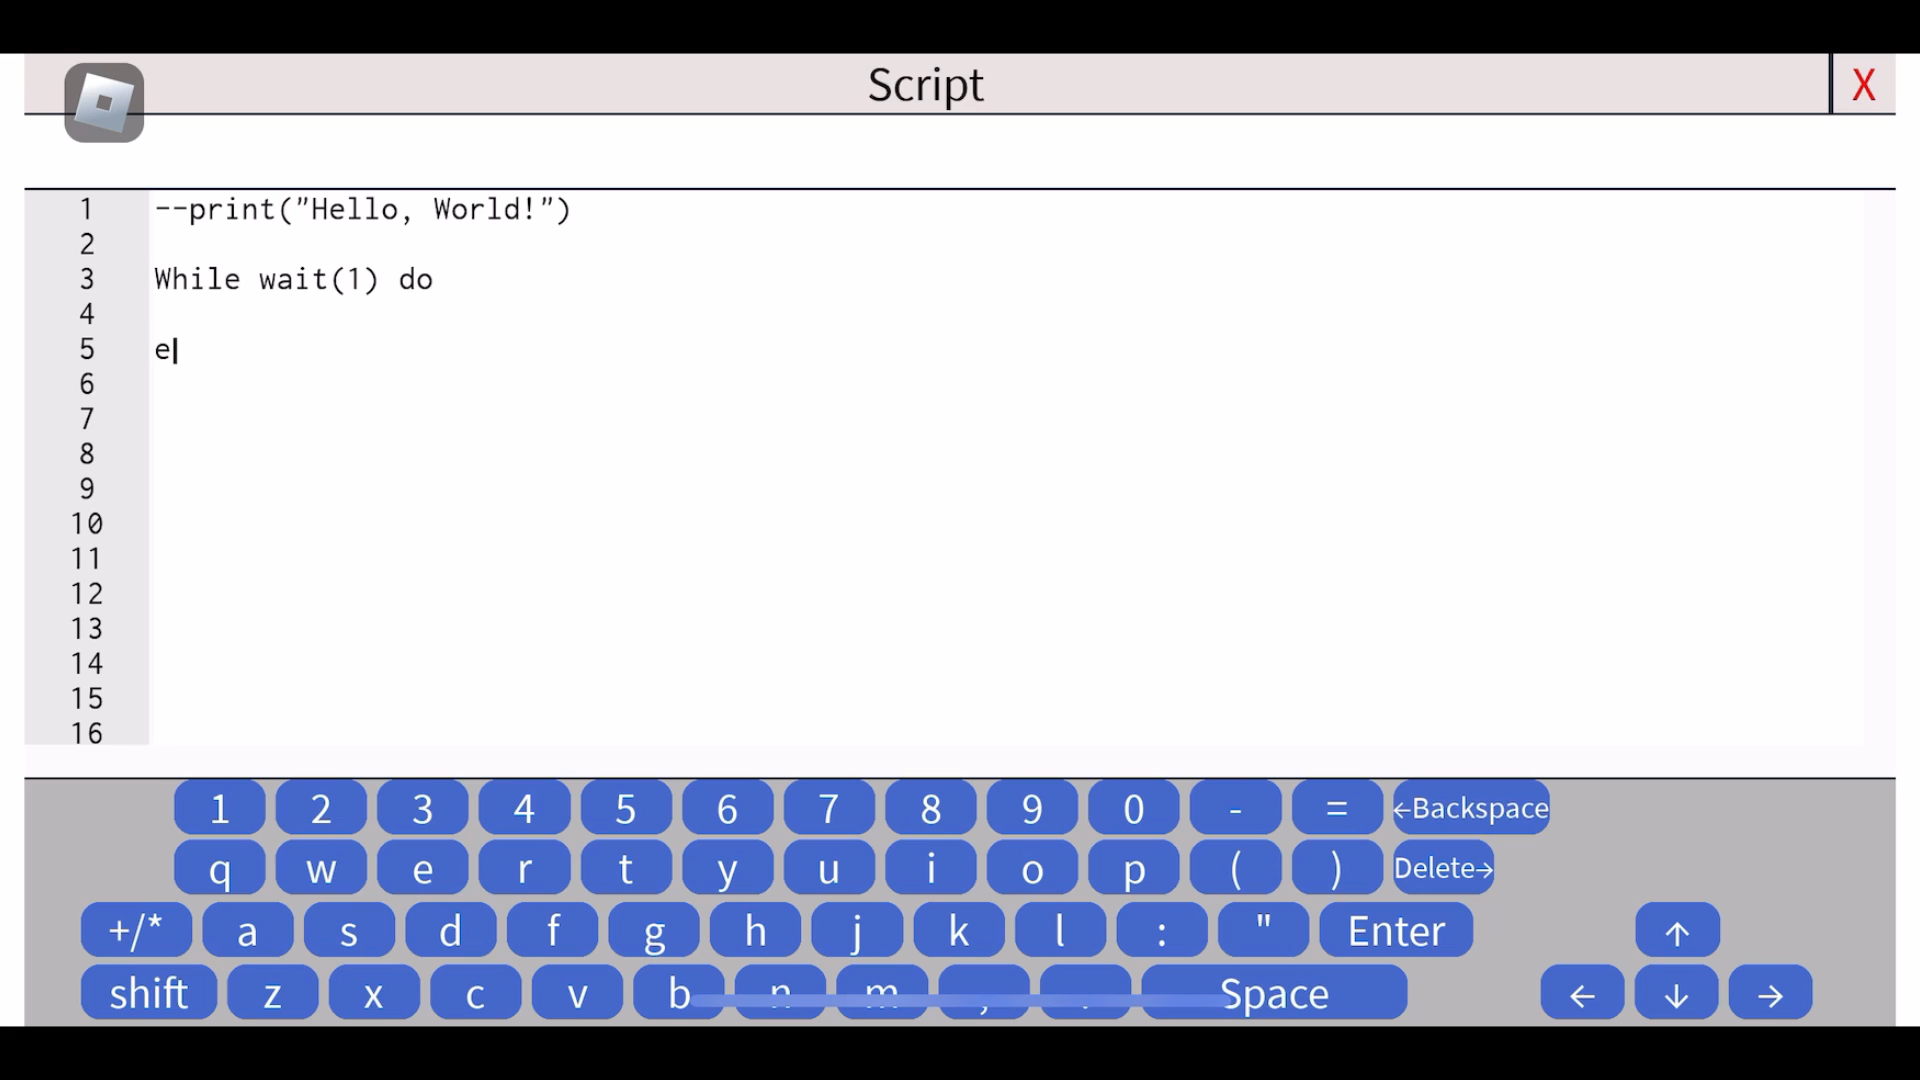 Script X
1 --print("Hello, World!")
2
3 While wait(1) do
4
5 e
6
7
8
9
10
11
12
13
14
15
16
1 2 3 4 5 6 7 8 9 0 - = ←Backspace
q w e r t y u i o p ( ) Delete→
+/* a s d f g h j k l : " Enter ↑
shift z x c v b n m , . Space ← ↓ →